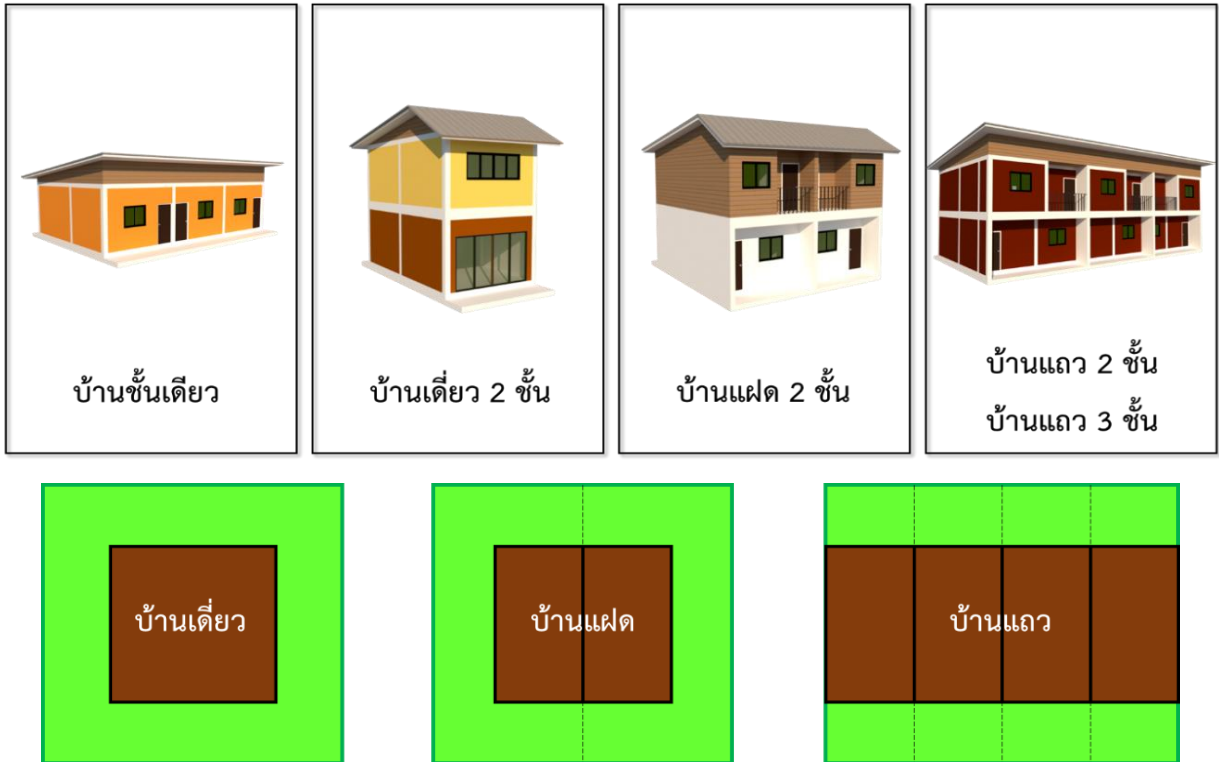 บ้านชั้นเดียว
บ้านเดี่ยว 2 ชั้น
บ้านแฝด 2 ชั้น
บ้านแถว 2 ชั้น
บ้านแถว 3 ชั้น
บ้านเดี่ยว
บ้านแฝด
บ้านแถว